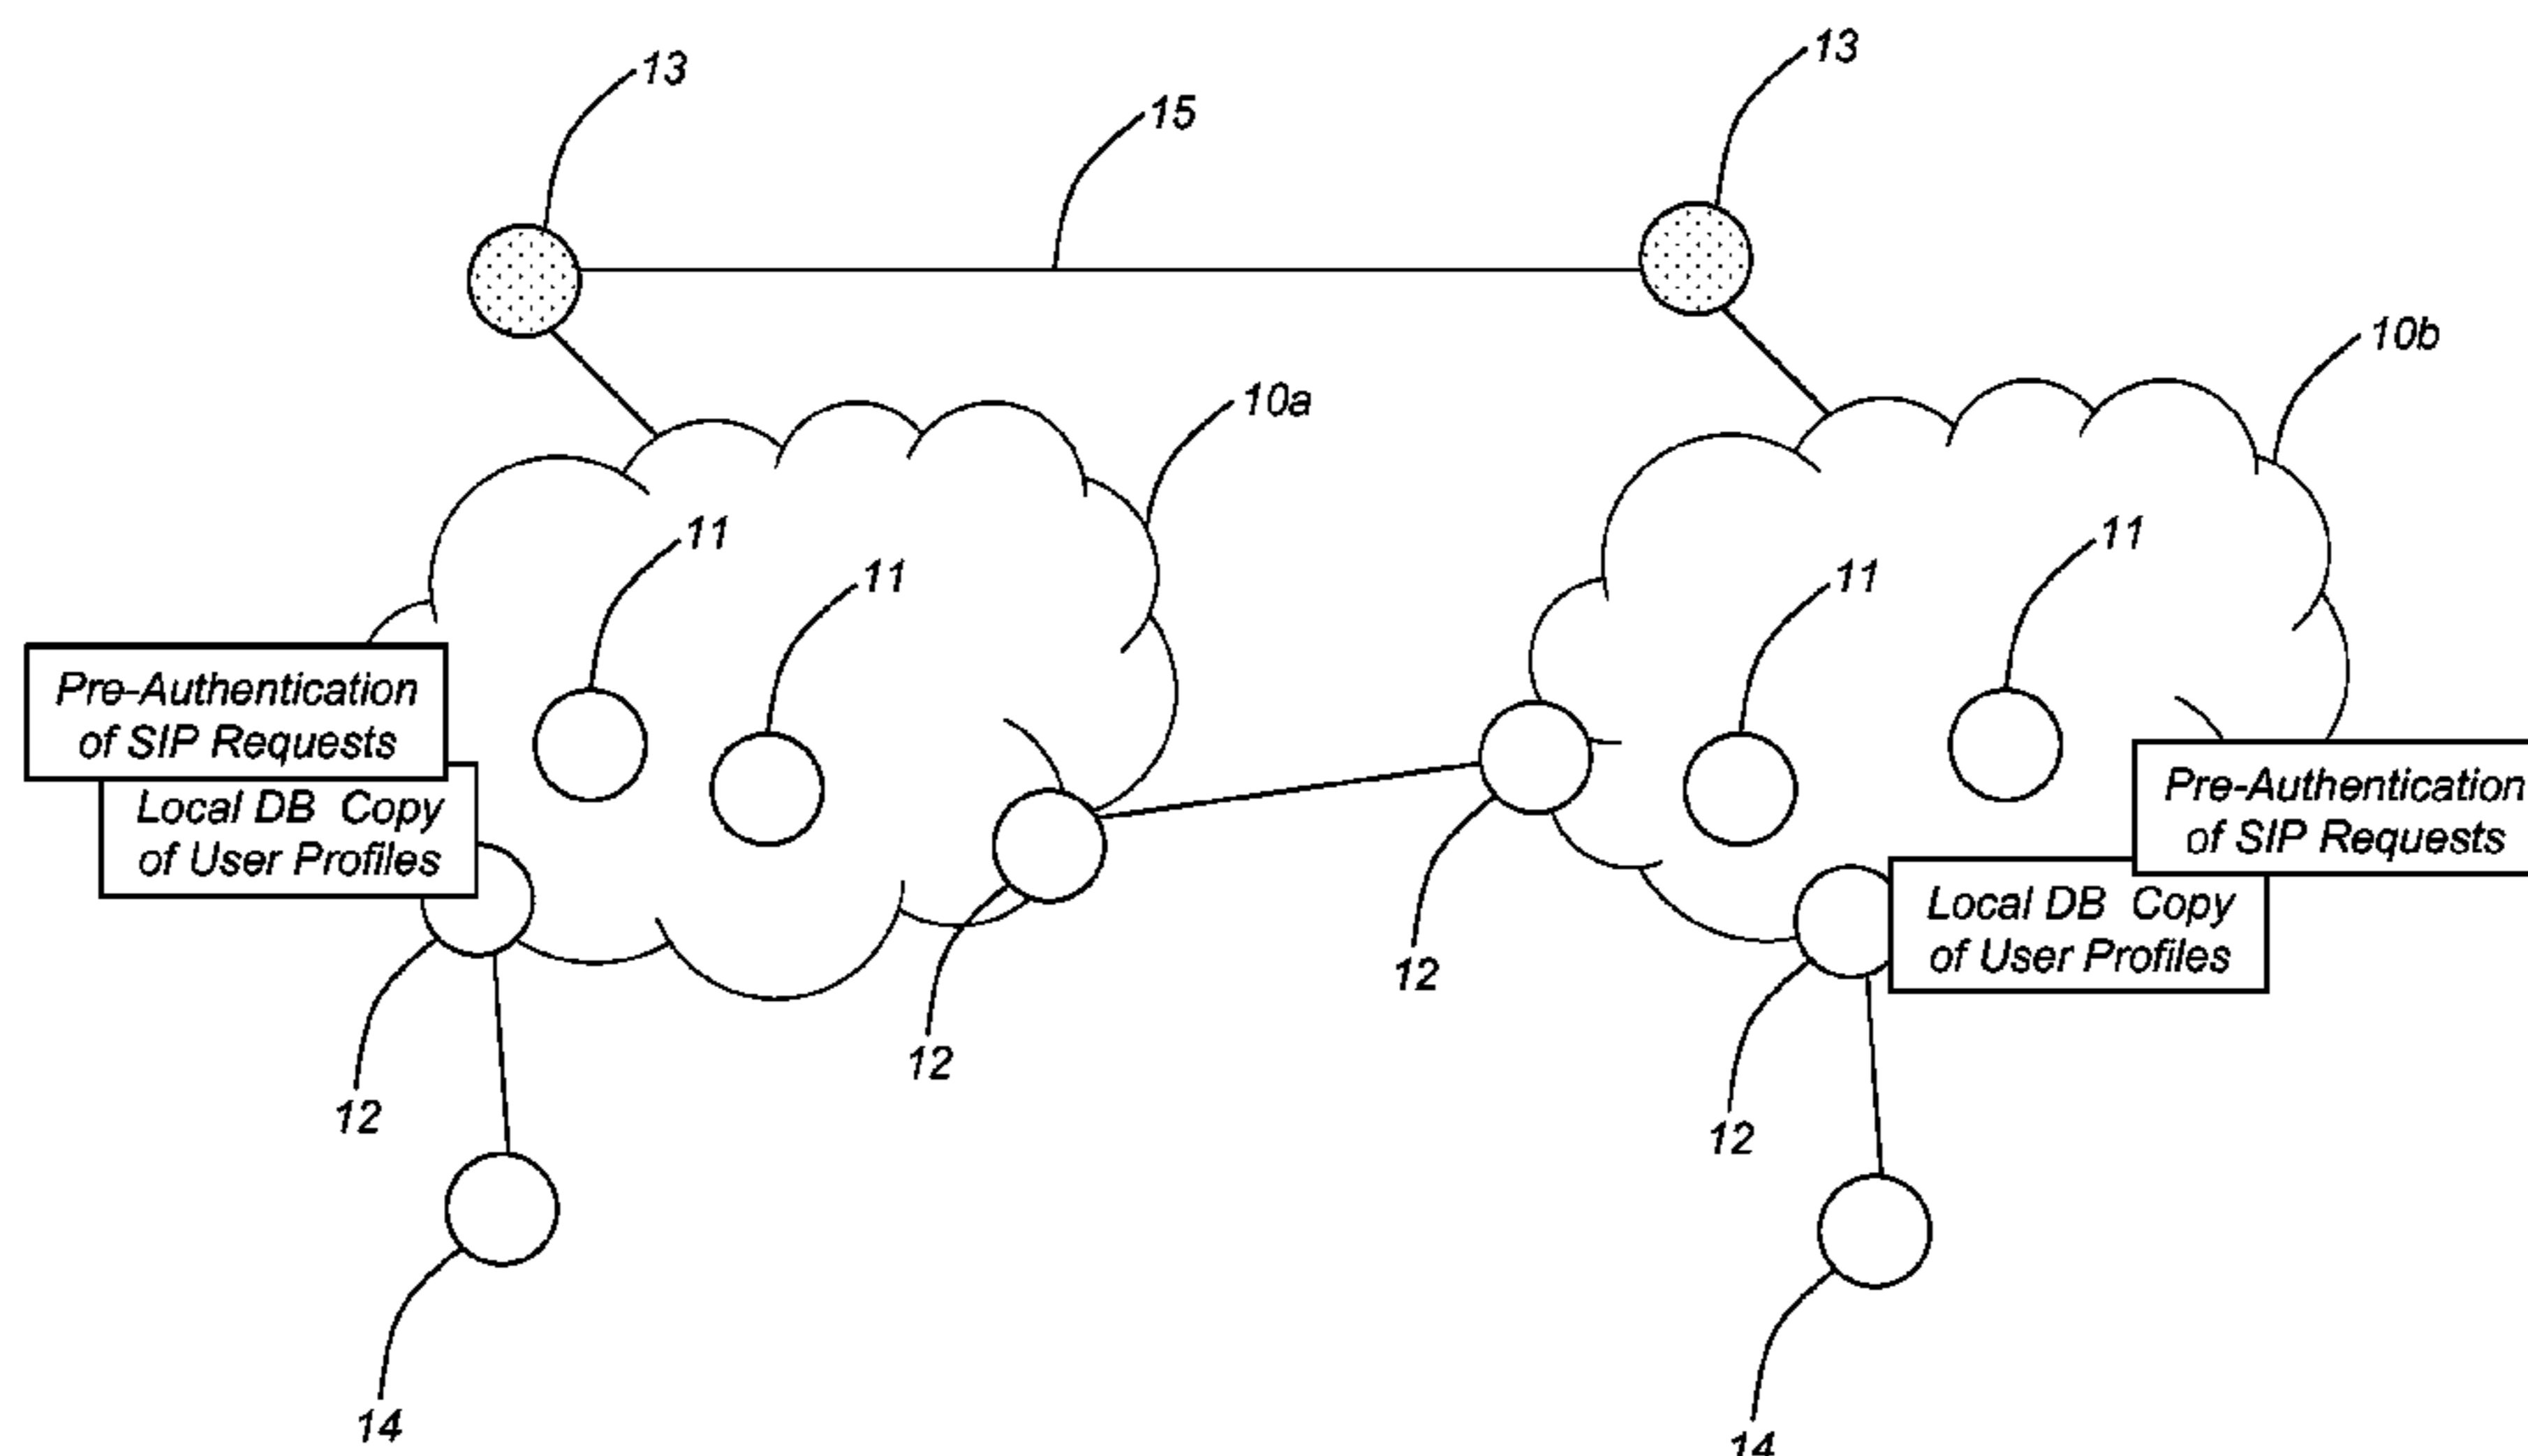 13
13
15
10b
10a
11
11
11
11
Pre-Authentication
of SIP Requests
Local DB Copy
of User Profiles
Pre-Authentication
of SIP Requests
Local DB Copy
of User Profiles
12
12
12
12
14
14